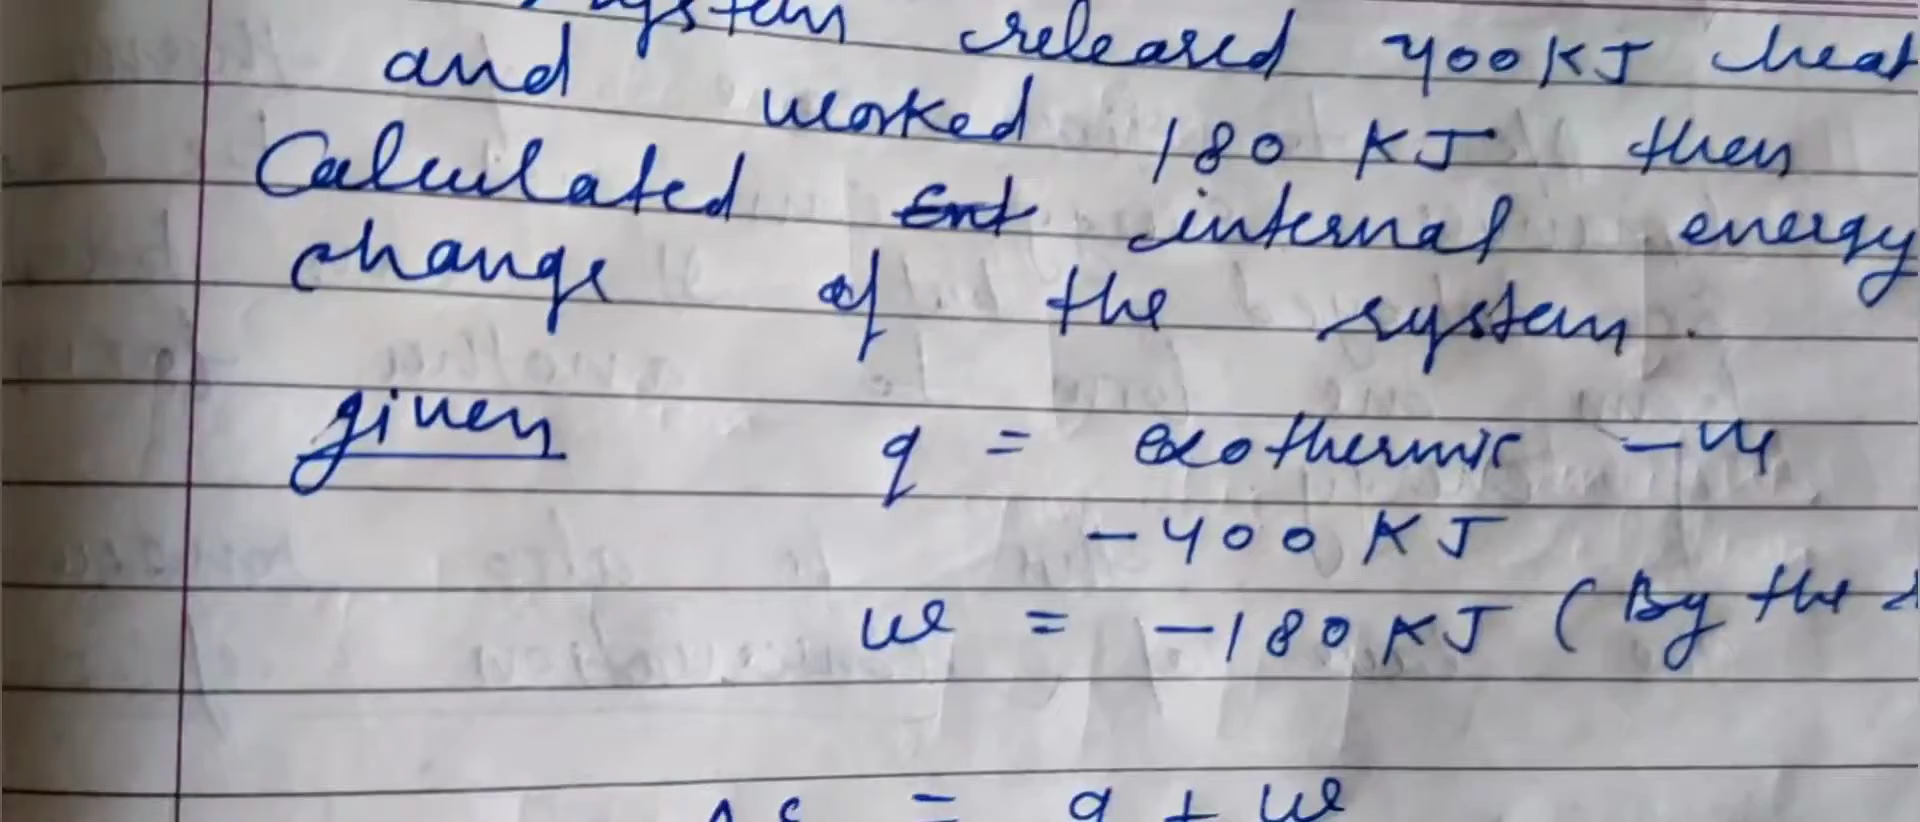 system released 400 KJ heat
and worked 180 KJ then
Calculated internal energy
change of the system.
given q = exothermic -ve
-400 KJ
w = -180 KJ (By the
= q + w